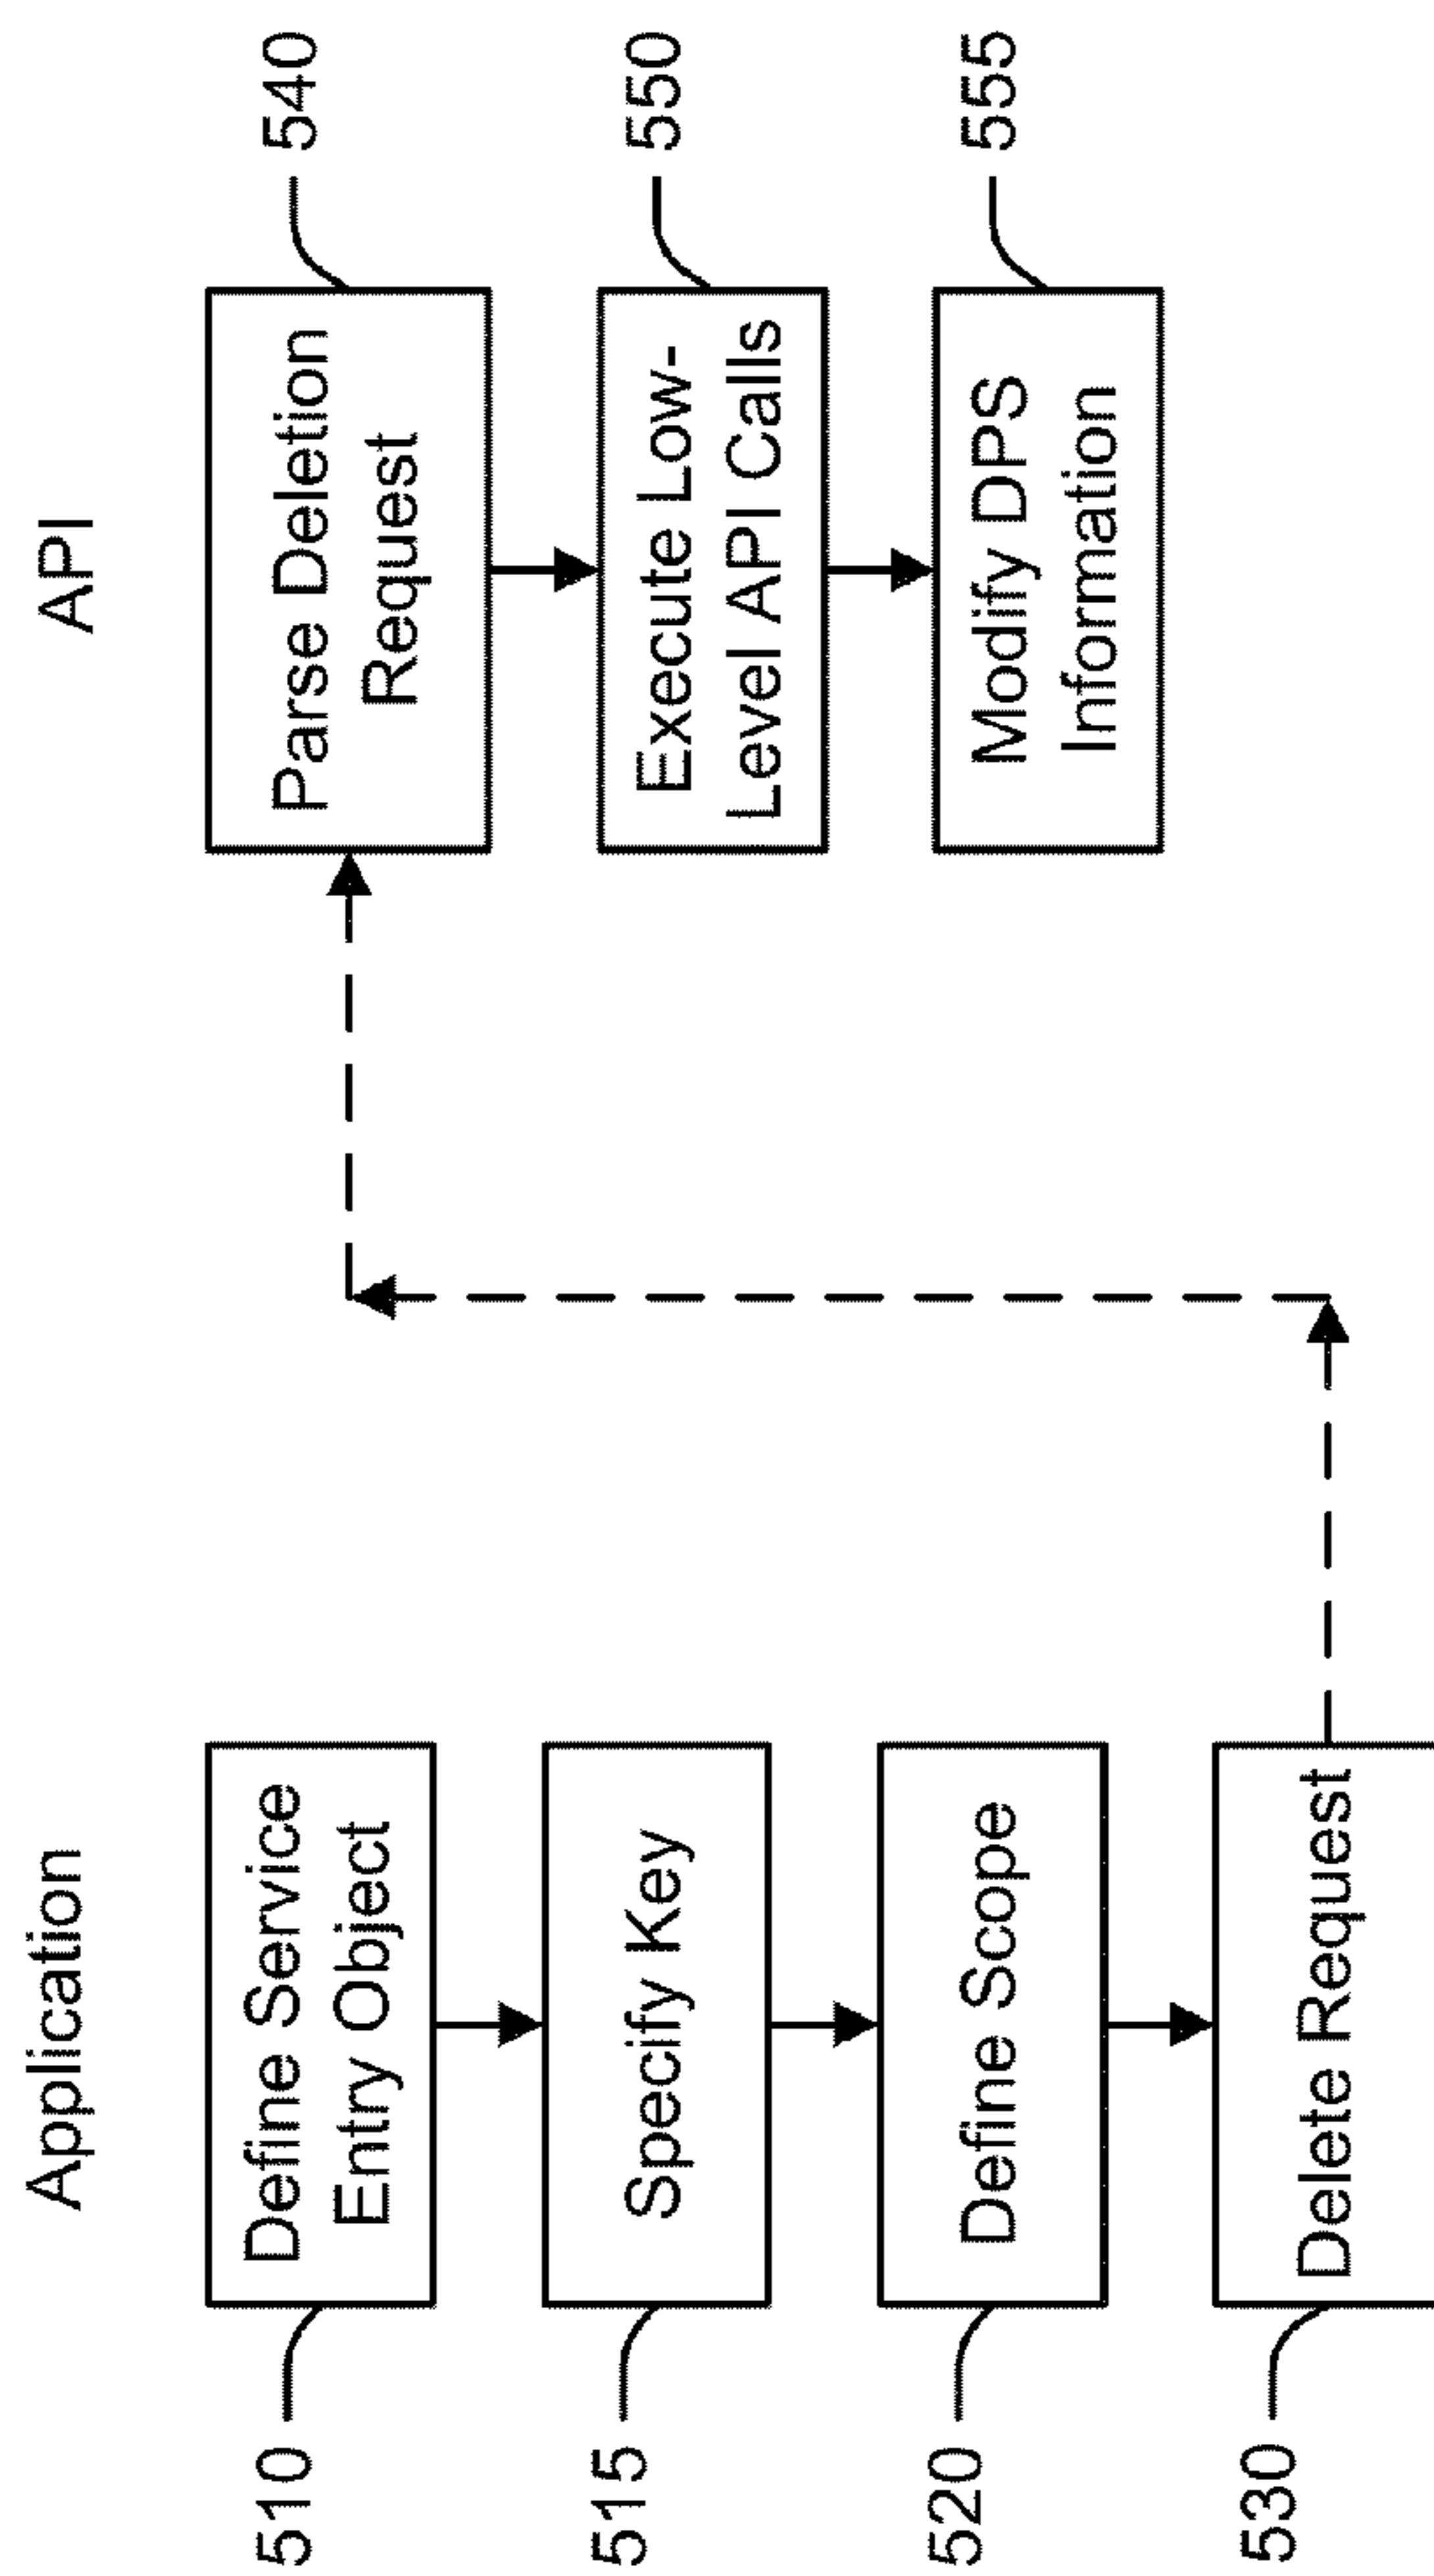 Application
510
Define Service
Entry Object
515
Specify Key
520
Define Scope
530
Delete Request
API
Parse Deletion
Request
540
Execute Low-
Level API Calls
550
Modify DPS
Information
555